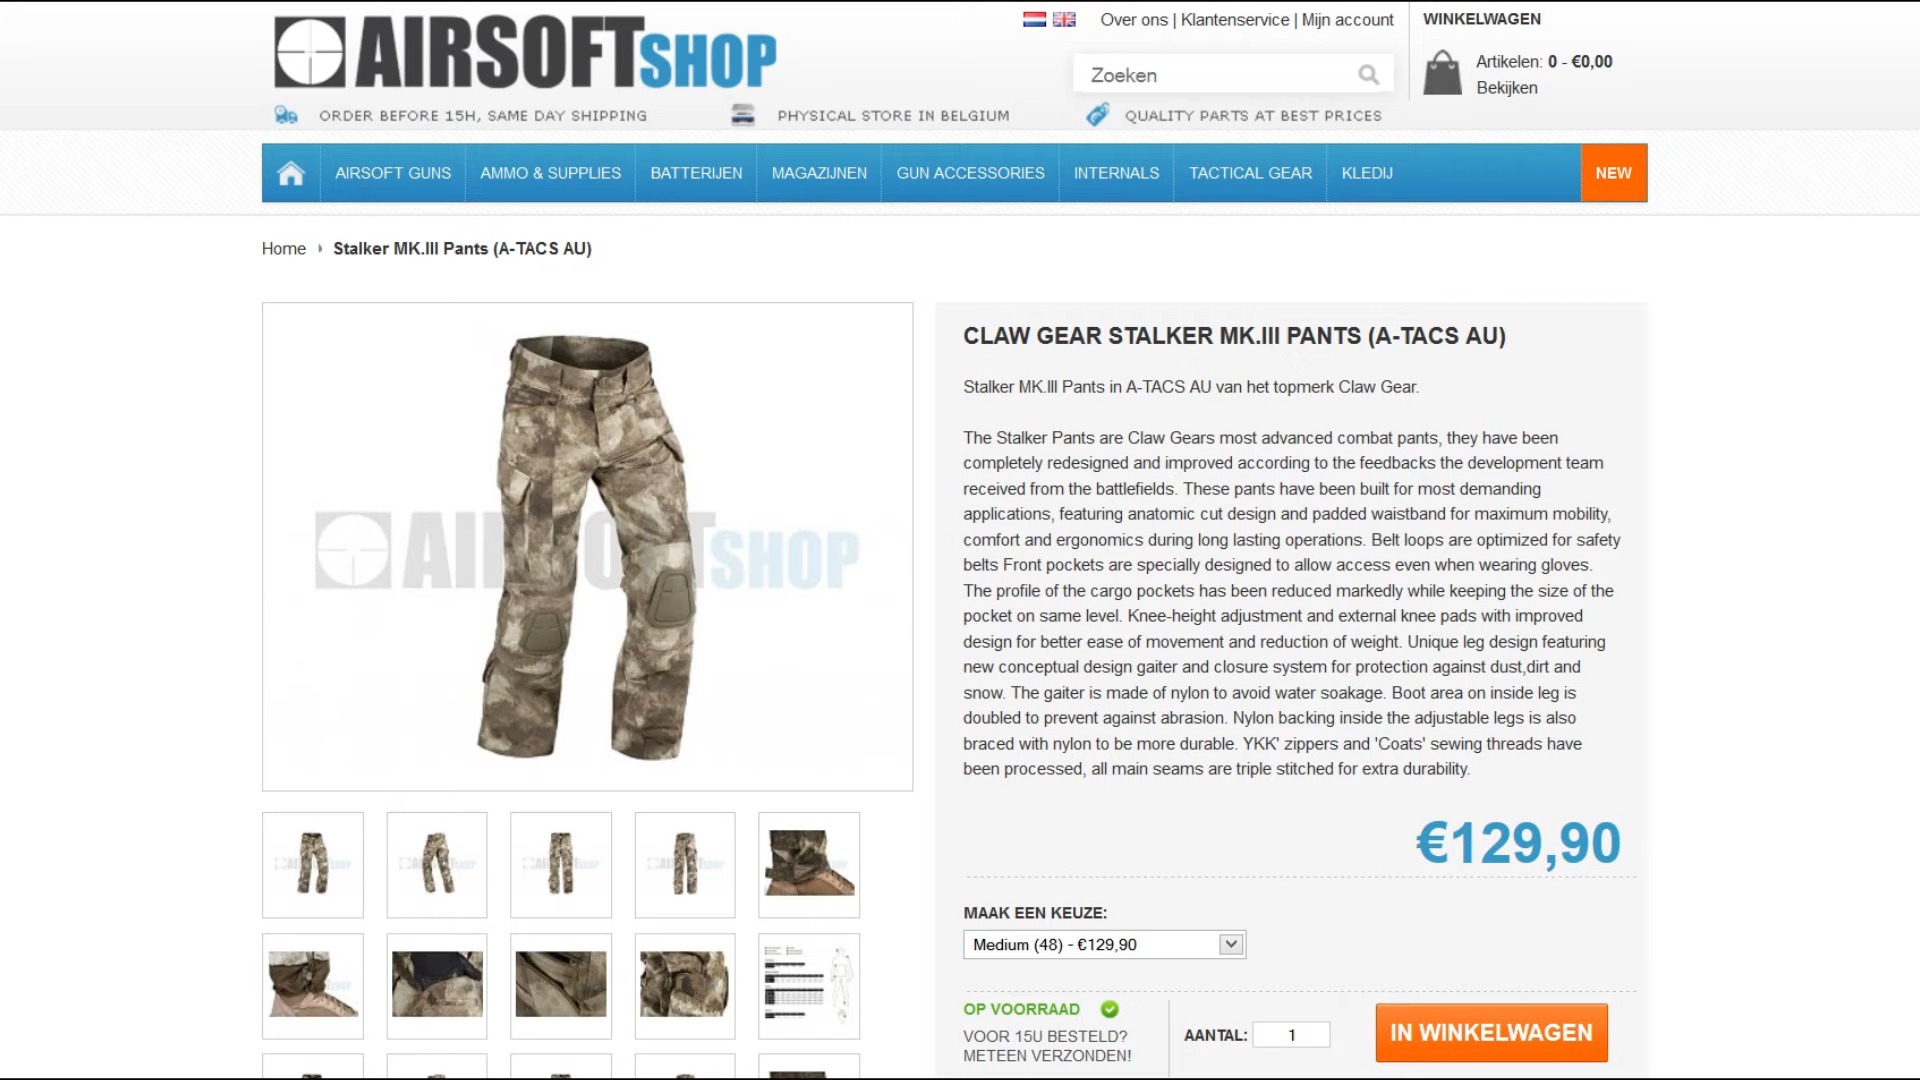 AIRSOFTSHOP
Over ons | Klantenservice | Mijn account
WINKELWAGEN
Zoeken
Artikelen: 0 - €0,00
Bekijken
ORDER BEFORE 15H, SAME DAY SHIPPING
PHYSICAL STORE IN BELGIUM
QUALITY PARTS AT BEST PRICES
AIRSOFT GUNS
AMMO & SUPPLIES
BATTERIJEN
MAGAZIJNEN
GUN ACCESSORIES
INTERNALS
TACTICAL GEAR
KLEDIJ
NEW
Home
Stalker MK.III Pants (A-TACS AU)
CLAW GEAR STALKER MK.III PANTS (A-TACS AU)
Stalker MK.III Pants in A-TACS AU van het topmerk Claw Gear.
The Stalker Pants are Claw Gears most advanced combat pants, they have been
completely redesigned and improved according to the feedbacks the development team
received from the battlefields. These pants have been built for most demanding
applications, featuring anatomic cut design and padded waistband for maximum mobility,
comfort and ergonomics during long lasting operations. Belt loops are optimized for safety
belts Front pockets are specially designed to allow access even when wearing gloves.
The profile of the cargo pockets has been reduced markedly while keeping the size of the
pocket on same level. Knee-height adjustment and external knee pads with improved
design for better ease of movement and reduction of weight. Unique leg design featuring
new conceptual design gaiter and closure system for protection against dust,dirt and
snow. The gaiter is made of nylon to avoid water soakage. Boot area on inside leg is
doubled to prevent against abrasion. Nylon backing inside the adjustable legs is also
braced with nylon to be more durable. YKK' zippers and 'Coats' sewing threads have
been processed, all main seams are triple stitched for extra durability.
€129,90
MAAK EEN KEUZE:
Medium (48) - €129,90
OP VOORRAAD
VOOR 15U BESTELD?
METEEN VERZONDEN!
AANTAL: 1
IN WINKELWAGEN